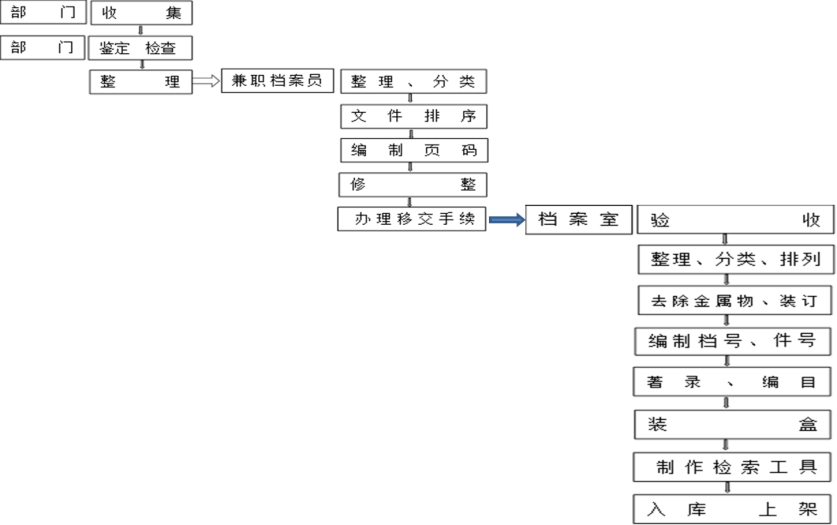 部 门 收 集
部 门 鉴定 检查
整 理 兼职档案员 整 理 、 分 类
文 件 排 序
编 制 页 码
修 整
办理移交手续 档 案 室 验 收
整理、分类、排列
去除金属物、装订
编制档号、件号
著 录 、 编 目
装 盒
制作检索工具
入 库 上 架